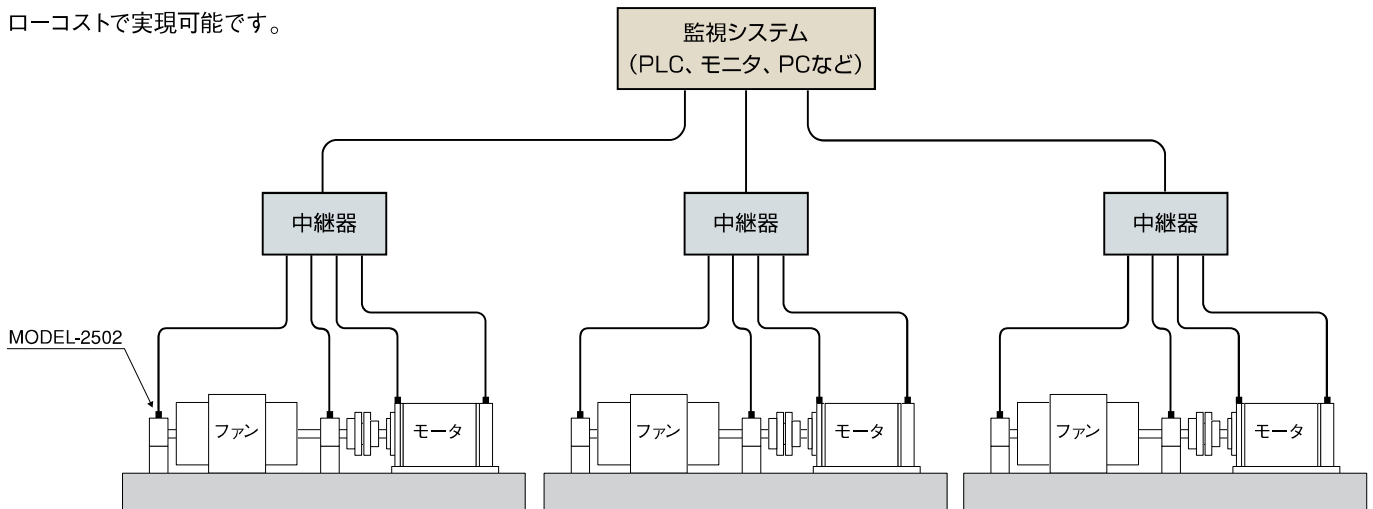 ローコストで実現可能です。
監視システム
（PLC、モニタ、PCなど）
中継器
中継器
中継器
MODEL-2502
ファン
モータ
ファン
モータ
ファン
モータ